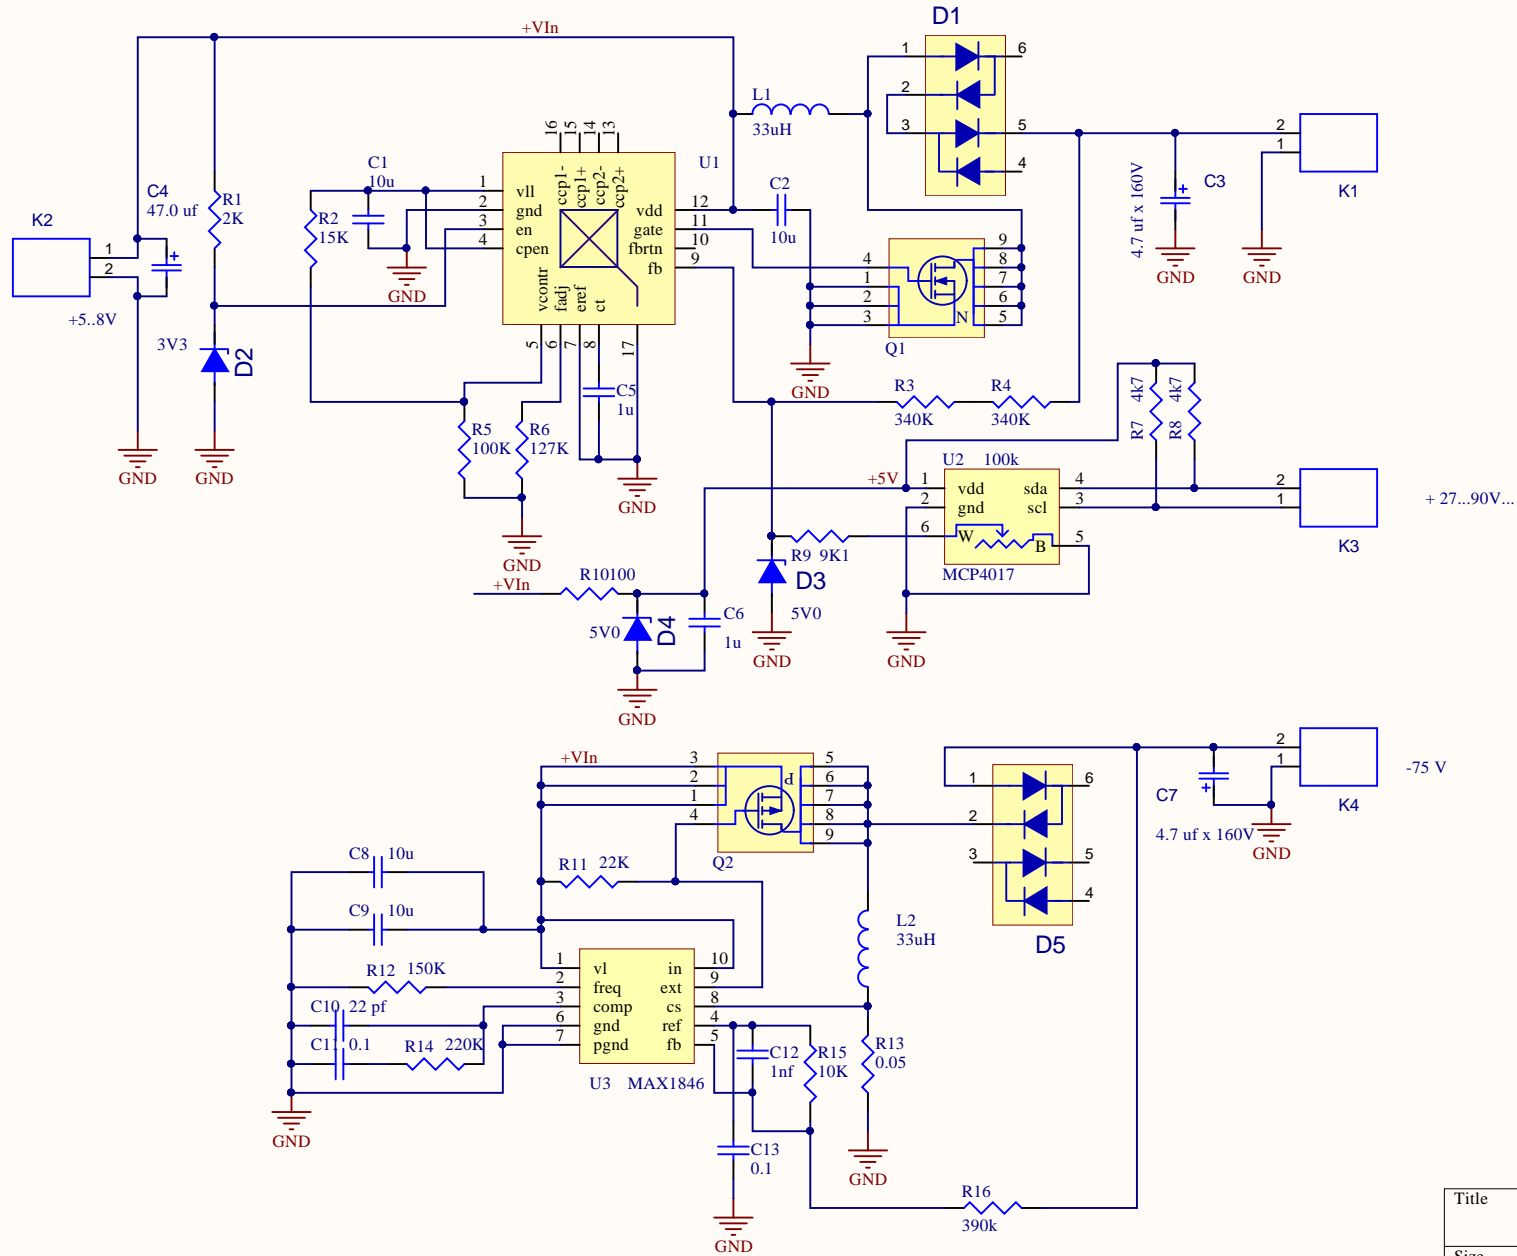 +VIn
D1
1
6
2
3
5
4
L1
33uH
K2
1
2
+5..8V
C4
47.0 uf
R1
2K
3V3
D2
GND
GND
R2
15K
C1
10u
GND
U1
16
15
14
13
ccp1-
ccp1+
ccp2-
ccp2+
1
2
3
4
vll
gnd
en
cpen
vdd
gate
fbrtn
fb
12
11
10
9
vcontr
fadj
eref
ct
5
6
7
8
17
C2
10u
GND
4
1
2
3
9
8
7
6
5
N
Q1
4.7 uf x 160V
C3
GND
GND
2
1
K1
R5
100K
R6
127K
GND
C5
1u
GND
R3
340K
R4
340K
R7
4k7
R8
4k7
+5V
U2
100k
1
2
6
vdd
gnd
W
sda
scl
B
4
3
5
MCP4017
2
1
K3
+ 27...90V...
R9
9K1
D3
5V0
GND
GND
+VIn
R10100
5V0
D4
C6
1u
GND
+VIn
3
2
1
4
P
5
6
7
8
9
Q2
R11
22K
1
2
3
6
5
4
D5
C7
4.7 uf x 160V
GND
2
1
K4
-75 V
C8
10u
C9
10u
R12
150K
C10
22 pf
C11
0.1
R14
220K
GND
1
2
3
6
7
vl
freq
comp
gnd
pgnd
in
ext
cs
ref
fb
10
9
8
4
5
U3
MAX1846
L2
33uH
C12
1nf
R15
10K
R13
0.05
GND
C13
0.1
GND
R16
390k
Title
Size